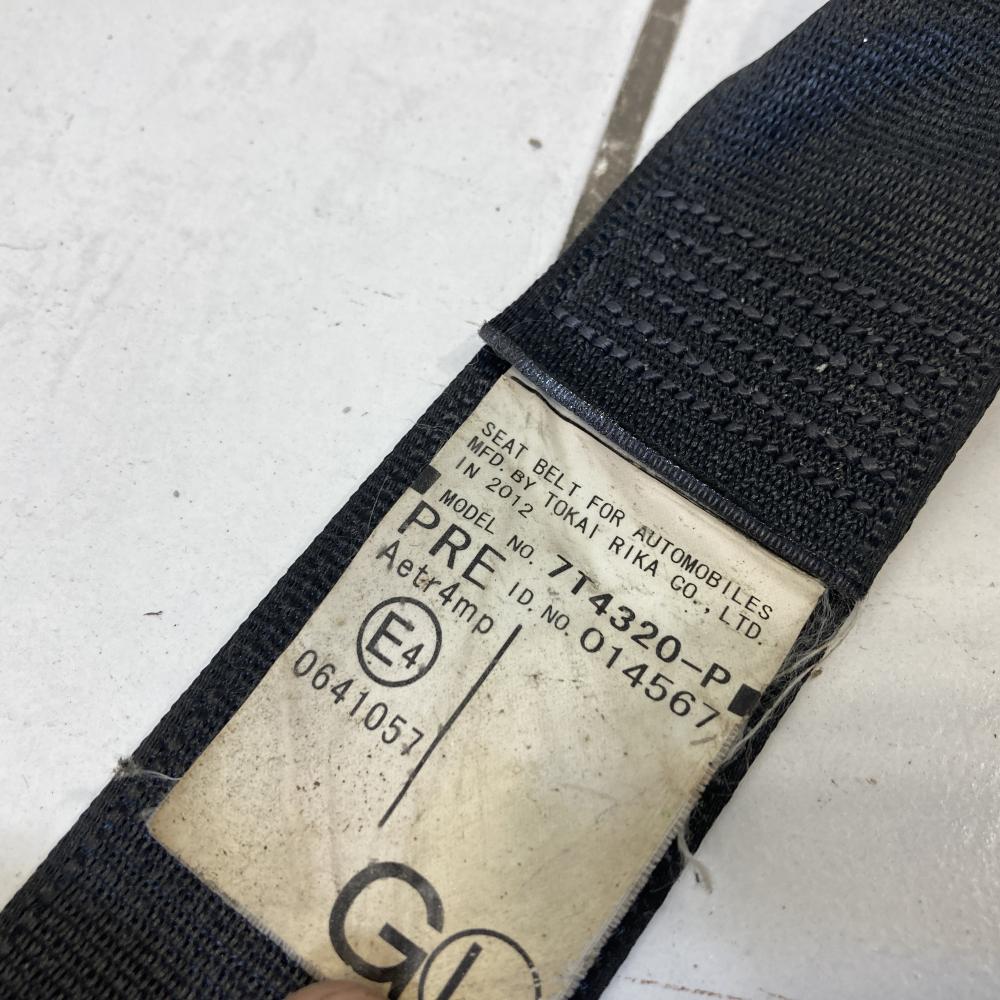 SEAT BELT FOR AUTOMOBILES
MFD. BY TOKAI RIKA CO., LTD.
IN 2012
MODEL NO. 7T4320-P
PRE ID. NO. 014567
Aetr4mp
E4
0641057
G